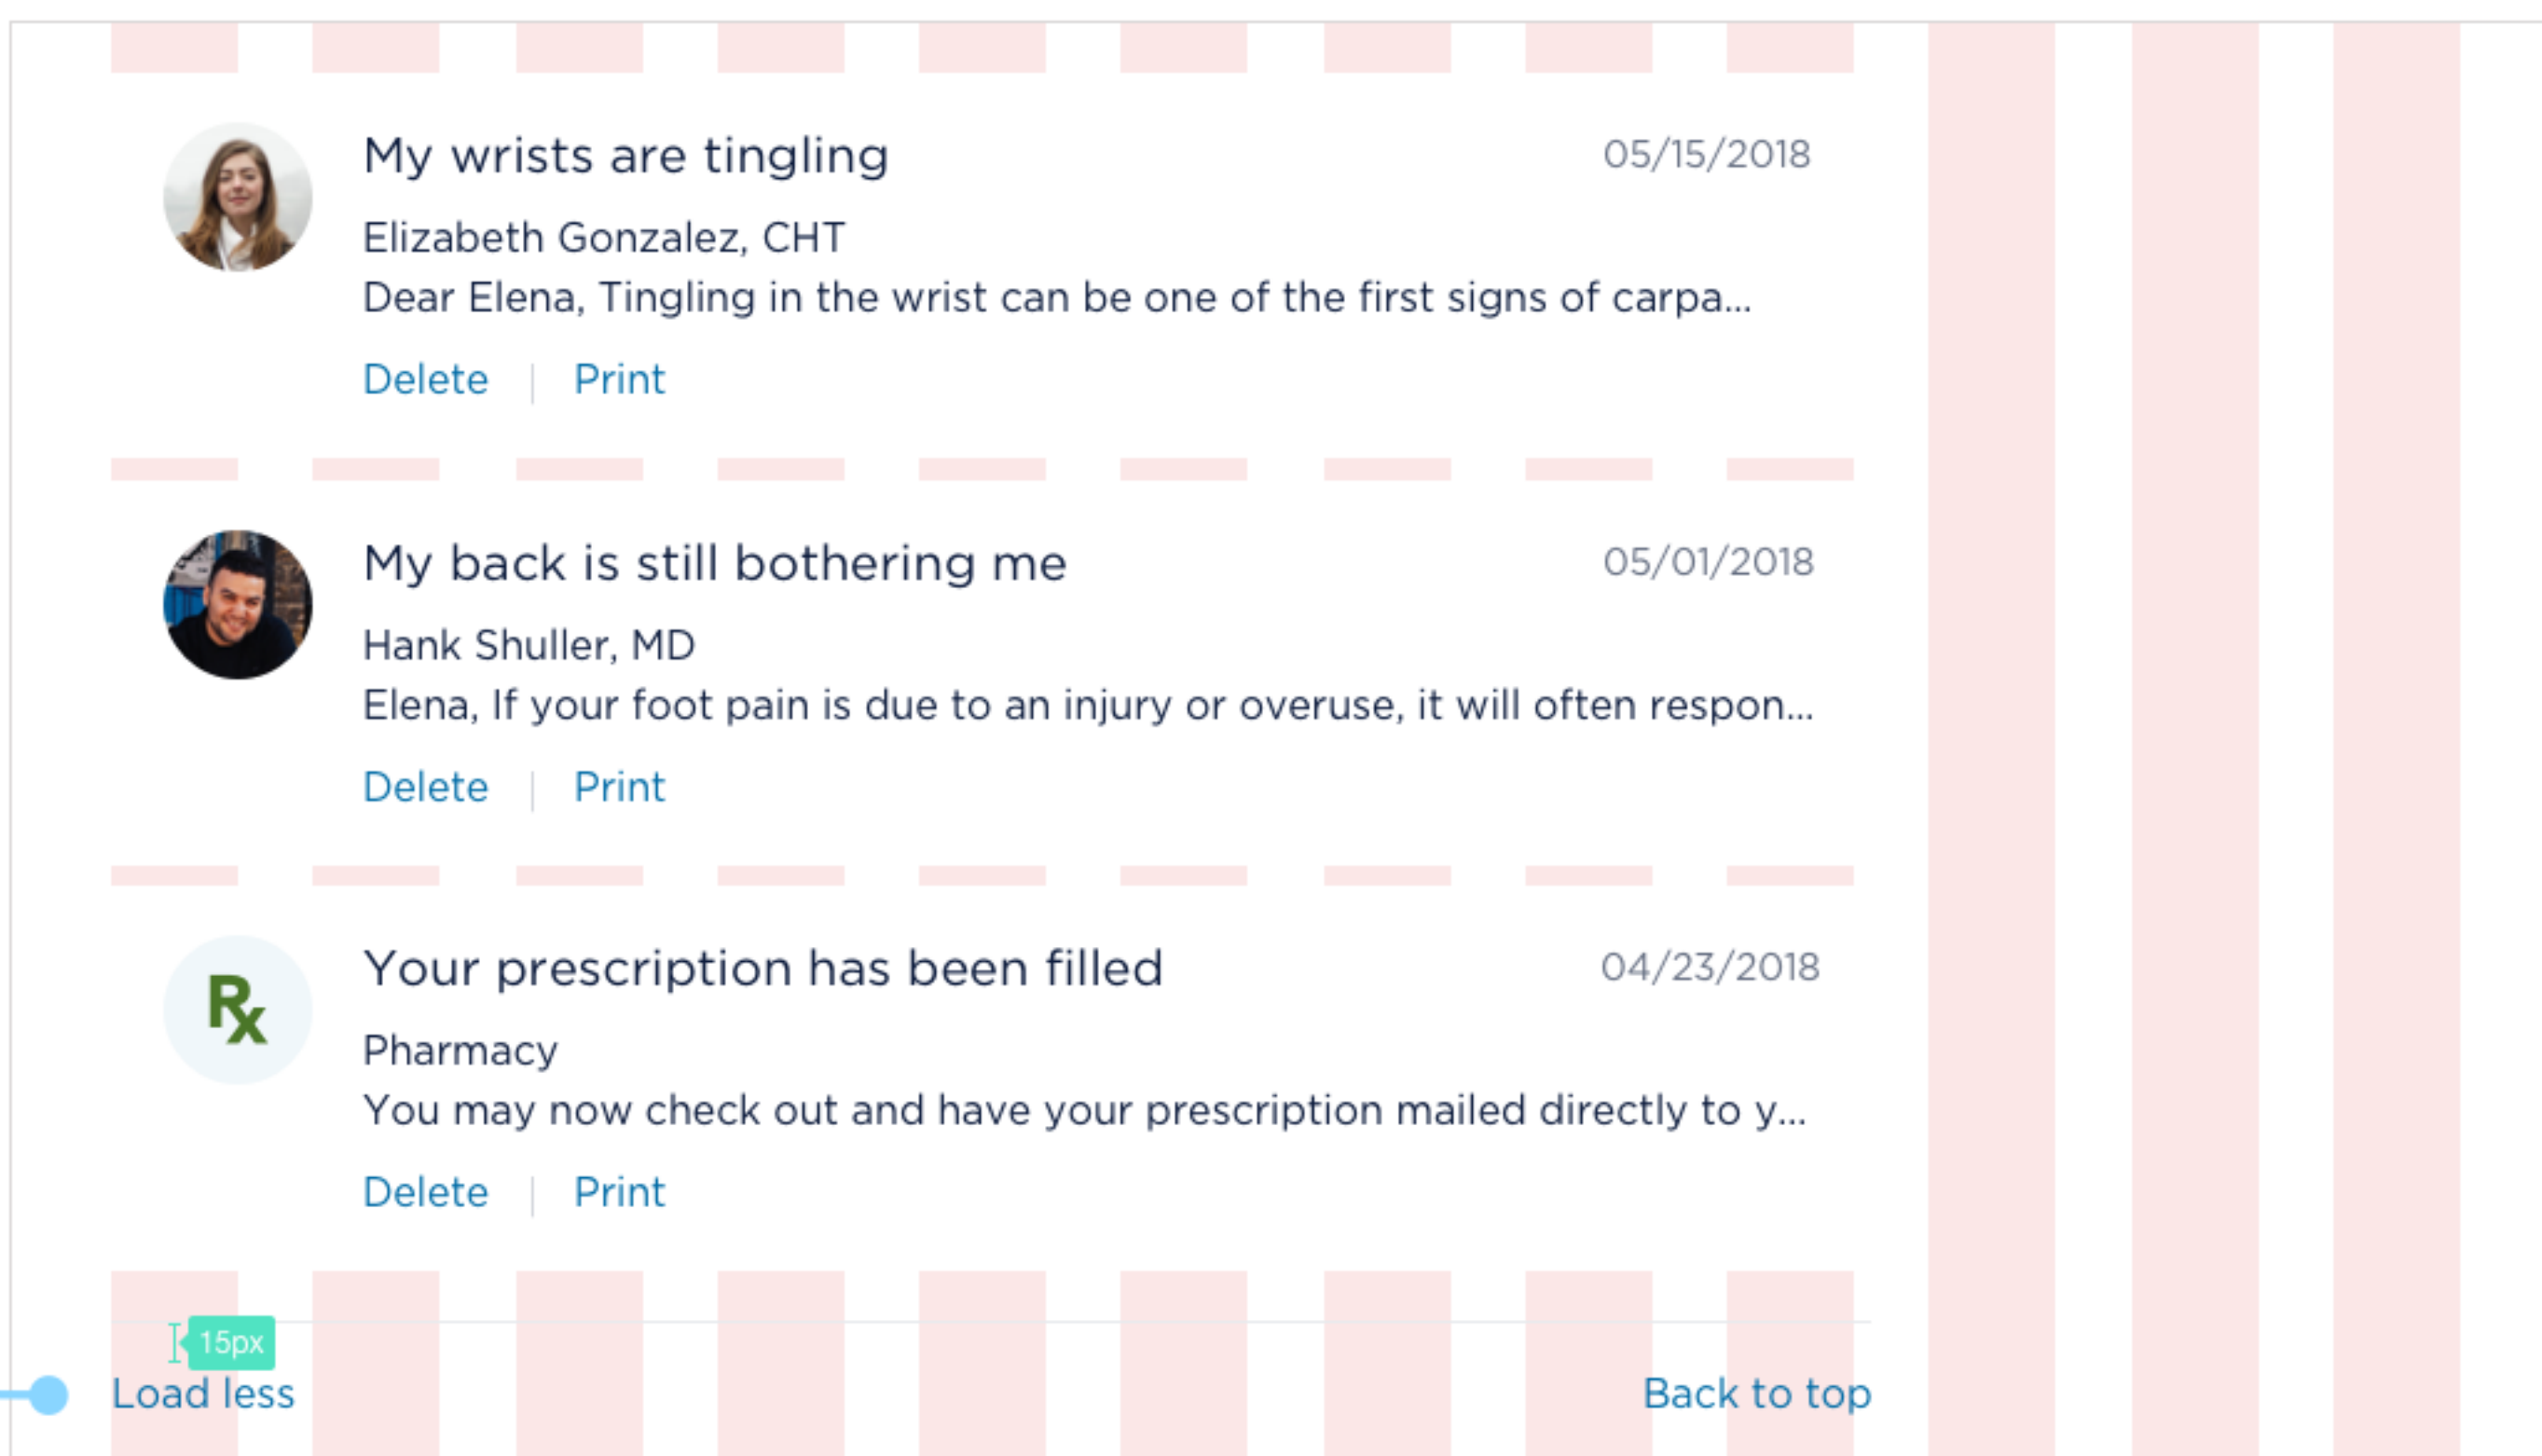 My wrists are tingling
05/15/2018
Elizabeth Gonzalez, CHT
Dear Elena, Tingling in the wrist can be one of the first signs of carpa...
Delete | Print
My back is still bothering me
05/01/2018
Hank Shuller, MD
Elena, If your foot pain is due to an injury or overuse, it will often respon...
Delete | Print
Rx
Your prescription has been filled
04/23/2018
Pharmacy
You may now check out and have your prescription mailed directly to y...
Delete | Print
15px
Load less
Back to top